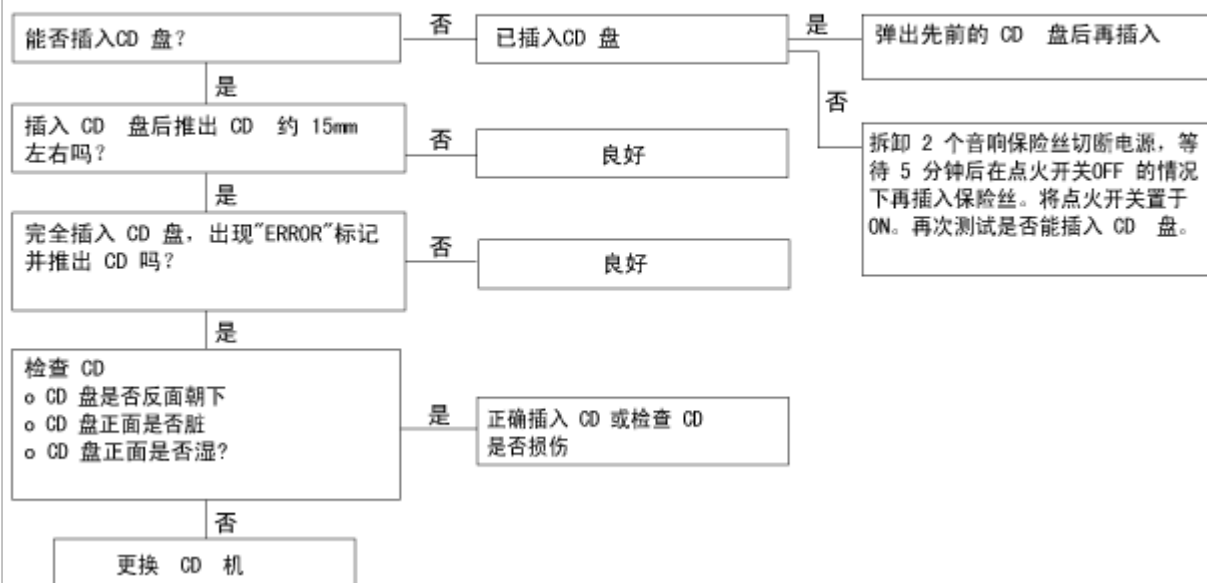 能否插入CD 盘?
否
已插入CD 盘
是
弹出先前的 CD 盘后再插入
是
否
插入 CD 盘后推出 CD 约 15mm
左右吗?
否
良好
拆卸 2 个音响保险丝切断电源，等
待 5 分钟后在点火开关OFF 的情况
下再插入保险丝。将点火开关置于
ON。再次测试是否能插入 CD 盘。
是
完全插入 CD 盘，出现"ERROR"标记
并推出 CD 吗?
否
良好
是
检查 CD
o CD 盘是否反面朝下
o CD 盘正面是否脏
o CD 盘正面是否湿?
是
正确插入 CD 或检查 CD
是否损伤
否
更换 CD 机